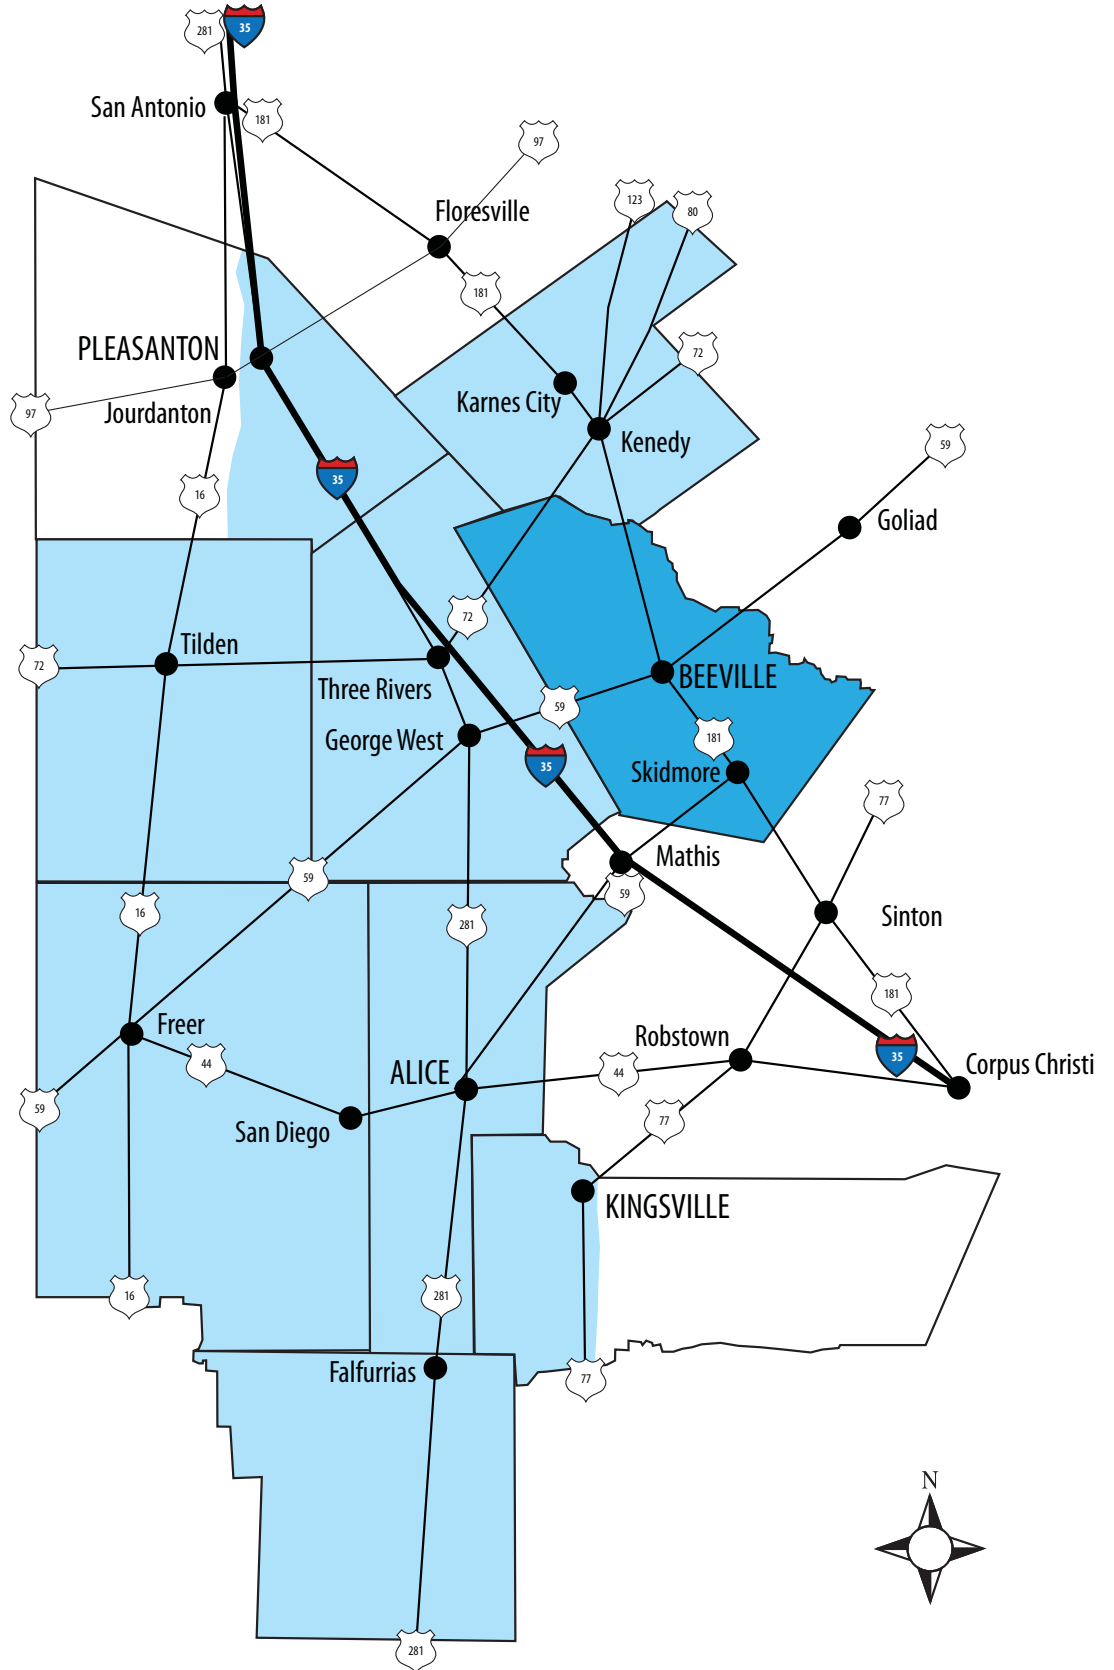 281
35
San Antonio
181
97
123
80
Floresville
181
PLEASANTON
72
97
Jourdanton
Karnes City
Kenedy
59
35
16
Goliad
72
Tilden
72
Three Rivers
BEEVILLE
59
George West
181
35
Skidmore
77
Mathis
59
59
16
281
Sinton
181
Freer
Robstown
35
44
ALICE
44
Corpus Christi
59
77
San Diego
KINGSVILLE
16
281
Falfurrias
77
N
281